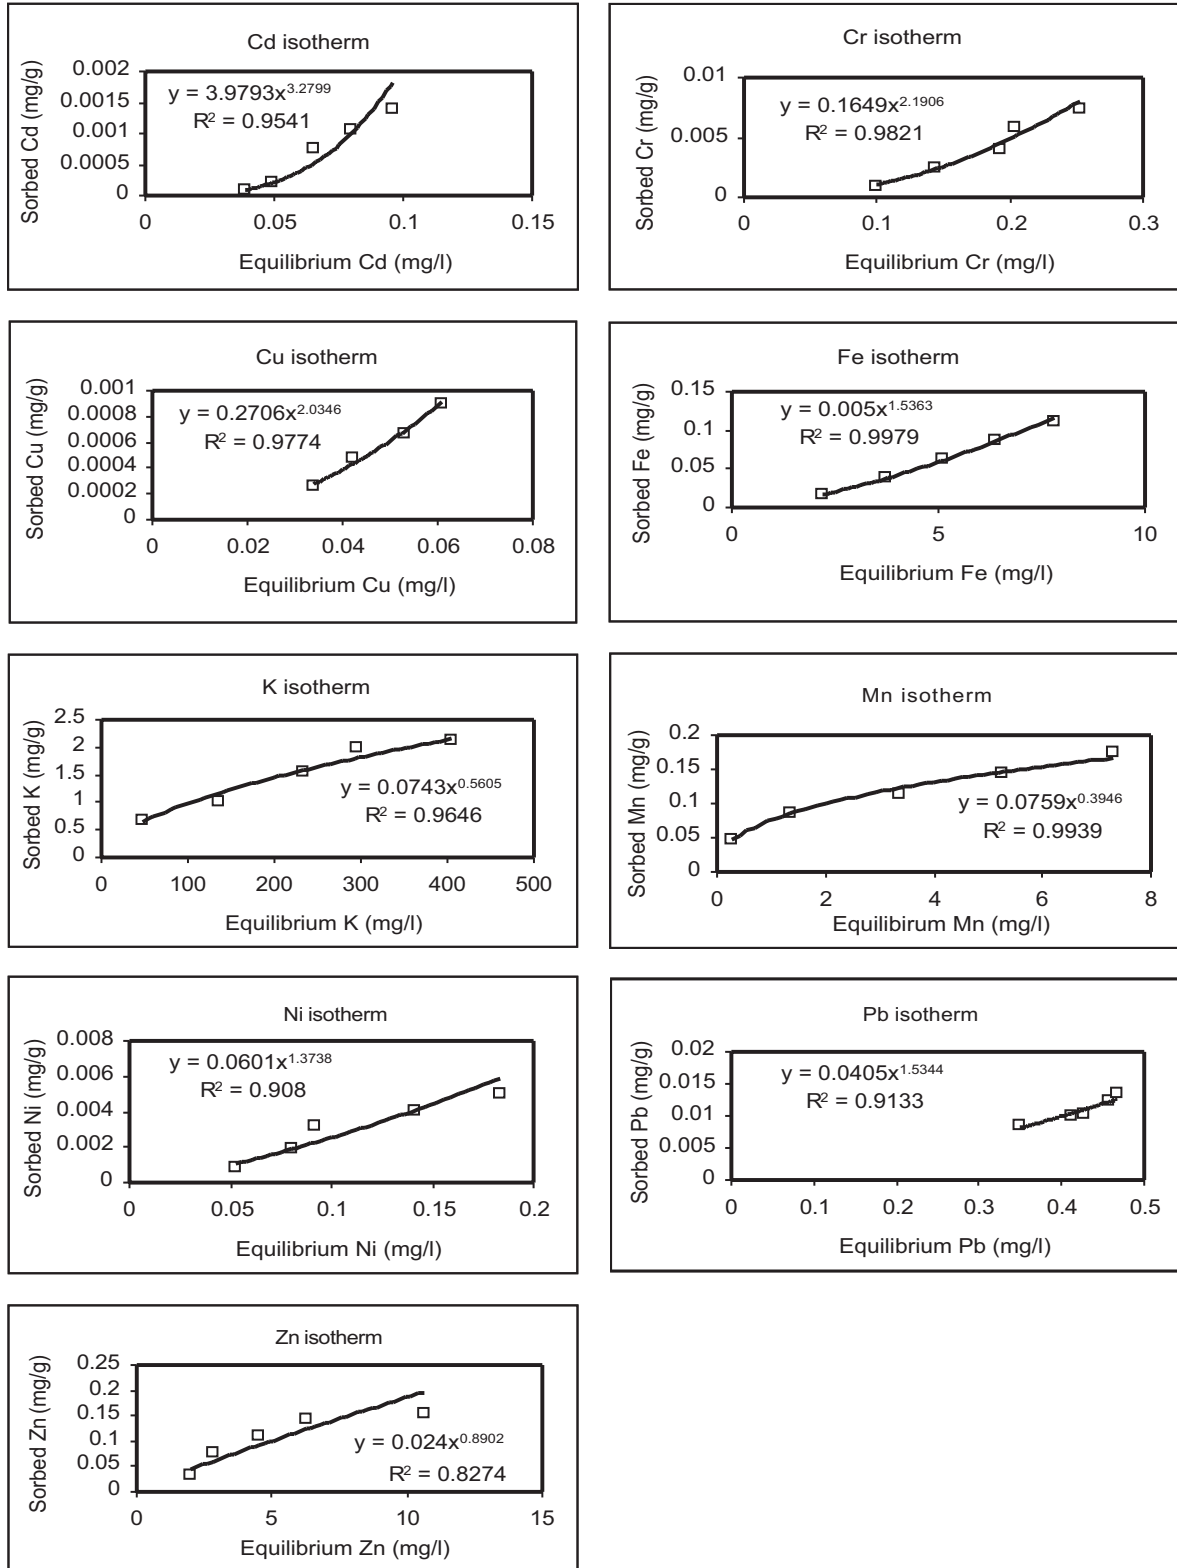 Cd isotherm
Sorbed Cd (mg/g)
0.002
0.0015
0.001
0.0005
0
y = 3.9793x^3.2799
R² = 0.9541
0 0.05 0.1 0.15
Equilibrium Cd (mg/l)
Cr isotherm
Sorbed Cr (mg/g)
0.01
0.005
0
y = 0.1649x^2.1906
R² = 0.9821
0 0.1 0.2 0.3
Equilibrium Cr (mg/l)
Cu isotherm
Sorbed Cu (mg/g)
0.001
0.0008
0.0006
0.0004
0.0002
0
y = 0.2706x^2.0346
R² = 0.9774
0 0.02 0.04 0.06 0.08
Equilibrium Cu (mg/l)
Fe isotherm
Sorbed Fe (mg/g)
0.15
0.1
0.05
0
y = 0.005x^1.5363
R² = 0.9979
0 5 10
Equilibrium Fe (mg/l)
K isotherm
Sorbed K (mg/g)
2.5
2
1.5
1
0.5
0
y = 0.0743x^0.5605
R² = 0.9646
0 100 200 300 400 500
Equilibrium K (mg/l)
Mn isotherm
Sorbed Mn (mg/g)
0.2
0.15
0.1
0.05
0
y = 0.0759x^0.3946
R² = 0.9939
0 2 4 6 8
Equilibirum Mn (mg/l)
Ni isotherm
Sorbed Ni (mg/g)
0.008
0.006
0.004
0.002
0
y = 0.0601x^1.3738
R² = 0.908
0 0.05 0.1 0.15 0.2
Equilibrium Ni (mg/l)
Pb isotherm
Sorbed Pb (mg/g)
0.02
0.015
0.01
0.005
0
y = 0.0405x^1.5344
R² = 0.9133
0 0.1 0.2 0.3 0.4 0.5
Equilibrium Pb (mg/l)
Zn isotherm
Sorbed Zn (mg/g)
0.25
0.2
0.15
0.1
0.05
0
y = 0.024x^0.8902
R² = 0.8274
0 5 10 15
Equilibrium Zn (mg/l)